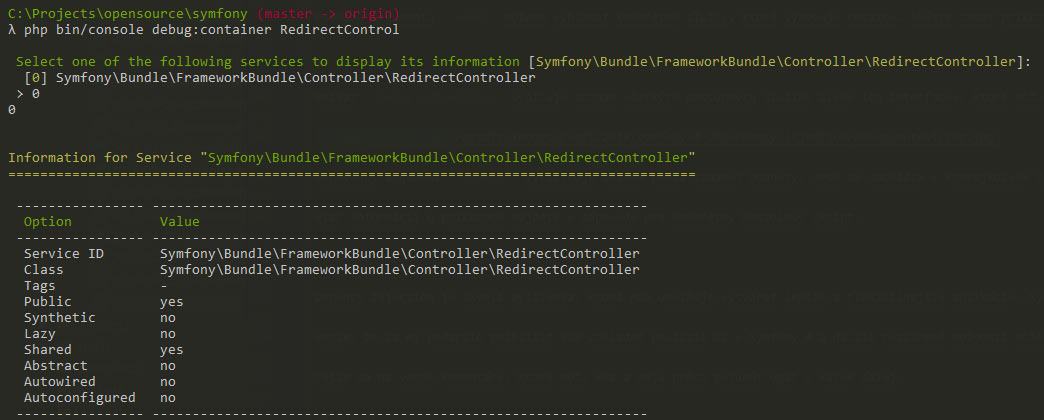 C:\Projects\opensource\symfony (master -> origin)
λ php bin/console debug:container RedirectControl
Select one of the following services to display its information [Symfony\Bundle\FrameworkBundle\Controller\RedirectController]:
[0] Symfony\Bundle\FrameworkBundle\Controller\RedirectController
> 0
0
Information for Service "Symfony\Bundle\FrameworkBundle\Controller\RedirectController"
======================================================================================
---------------- -------------------------------------------------------------
Option Value
---------------- -------------------------------------------------------------
Service ID Symfony\Bundle\FrameworkBundle\Controller\RedirectController
Class Symfony\Bundle\FrameworkBundle\Controller\RedirectController
Tags -
Public yes
Synthetic no
Lazy no
Shared yes
Abstract no
Autowired no
Autoconfigured no
---------------- -------------------------------------------------------------